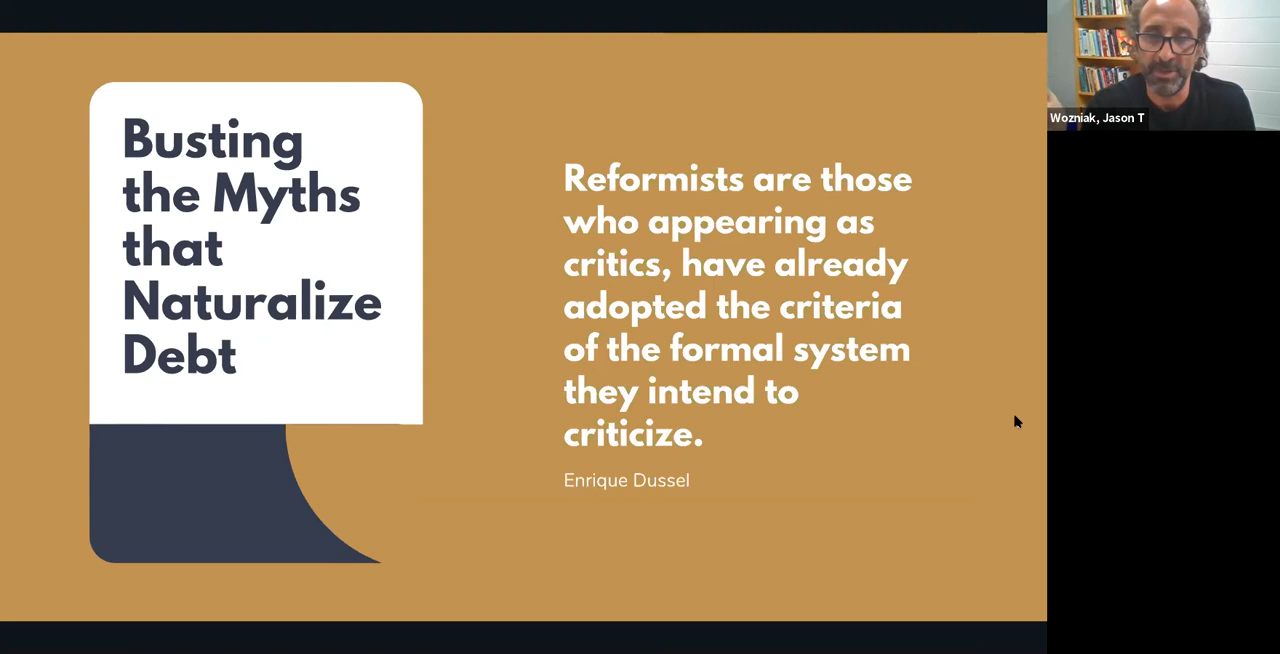 Busting
the Myths
that
Naturalize
Debt
Reformists are those
who appearing as
critics, have already
adopted the criteria
of the formal system
they intend to
criticize.
Enrique Dussel
Wozniak, Jason T